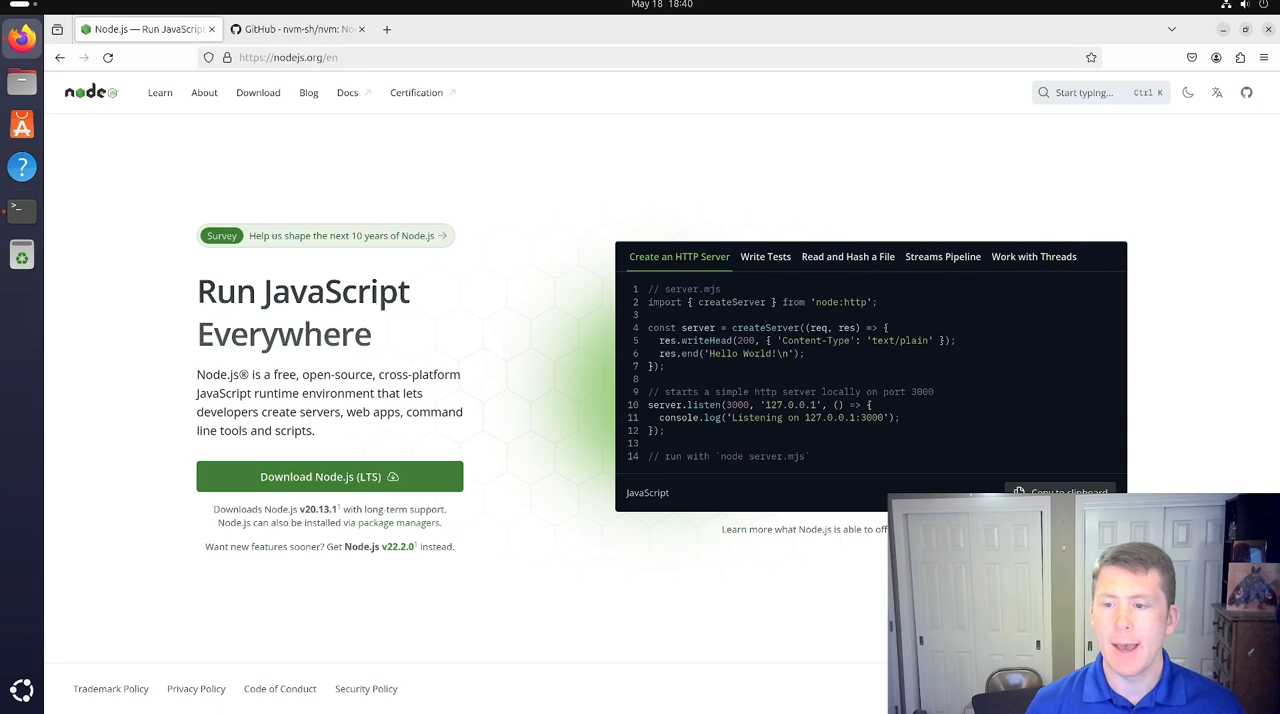 May 18 18:40
Node.js — Run JavaScript
GitHub - nvm-sh/nvm: No
https://nodejs.org/en
node
Learn
About
Download
Blog
Docs
Certification
Start typing...
Ctrl K
Survey
Help us shape the next 10 years of Node.js
Run JavaScript
Everywhere
Node.js® is a free, open-source, cross-platform
JavaScript runtime environment that lets
developers create servers, web apps, command
line tools and scripts.
Download Node.js (LTS)
Downloads Node.js v20.13.1¹ with long-term support.
Node.js can also be installed via package managers.
Want new features sooner? Get Node.js v22.2.0¹ instead.
Create an HTTP Server
Write Tests
Read and Hash a File
Streams Pipeline
Work with Threads
1 // server.mjs
2 import { createServer } from 'node:http';
3
4 const server = createServer((req, res) => {
5 res.writeHead(200, { 'Content-Type': 'text/plain' });
6 res.end('Hello World!\n');
7 });
8
9 // starts a simple http server locally on port 3000
10 server.listen(3000, '127.0.0.1', () => {
11 console.log('Listening on 127.0.0.1:3000');
12 });
13
14 // run with `node server.mjs`
JavaScript
Copy to clipboard
Learn more what Node.js is able to off
Trademark Policy
Privacy Policy
Code of Conduct
Security Policy